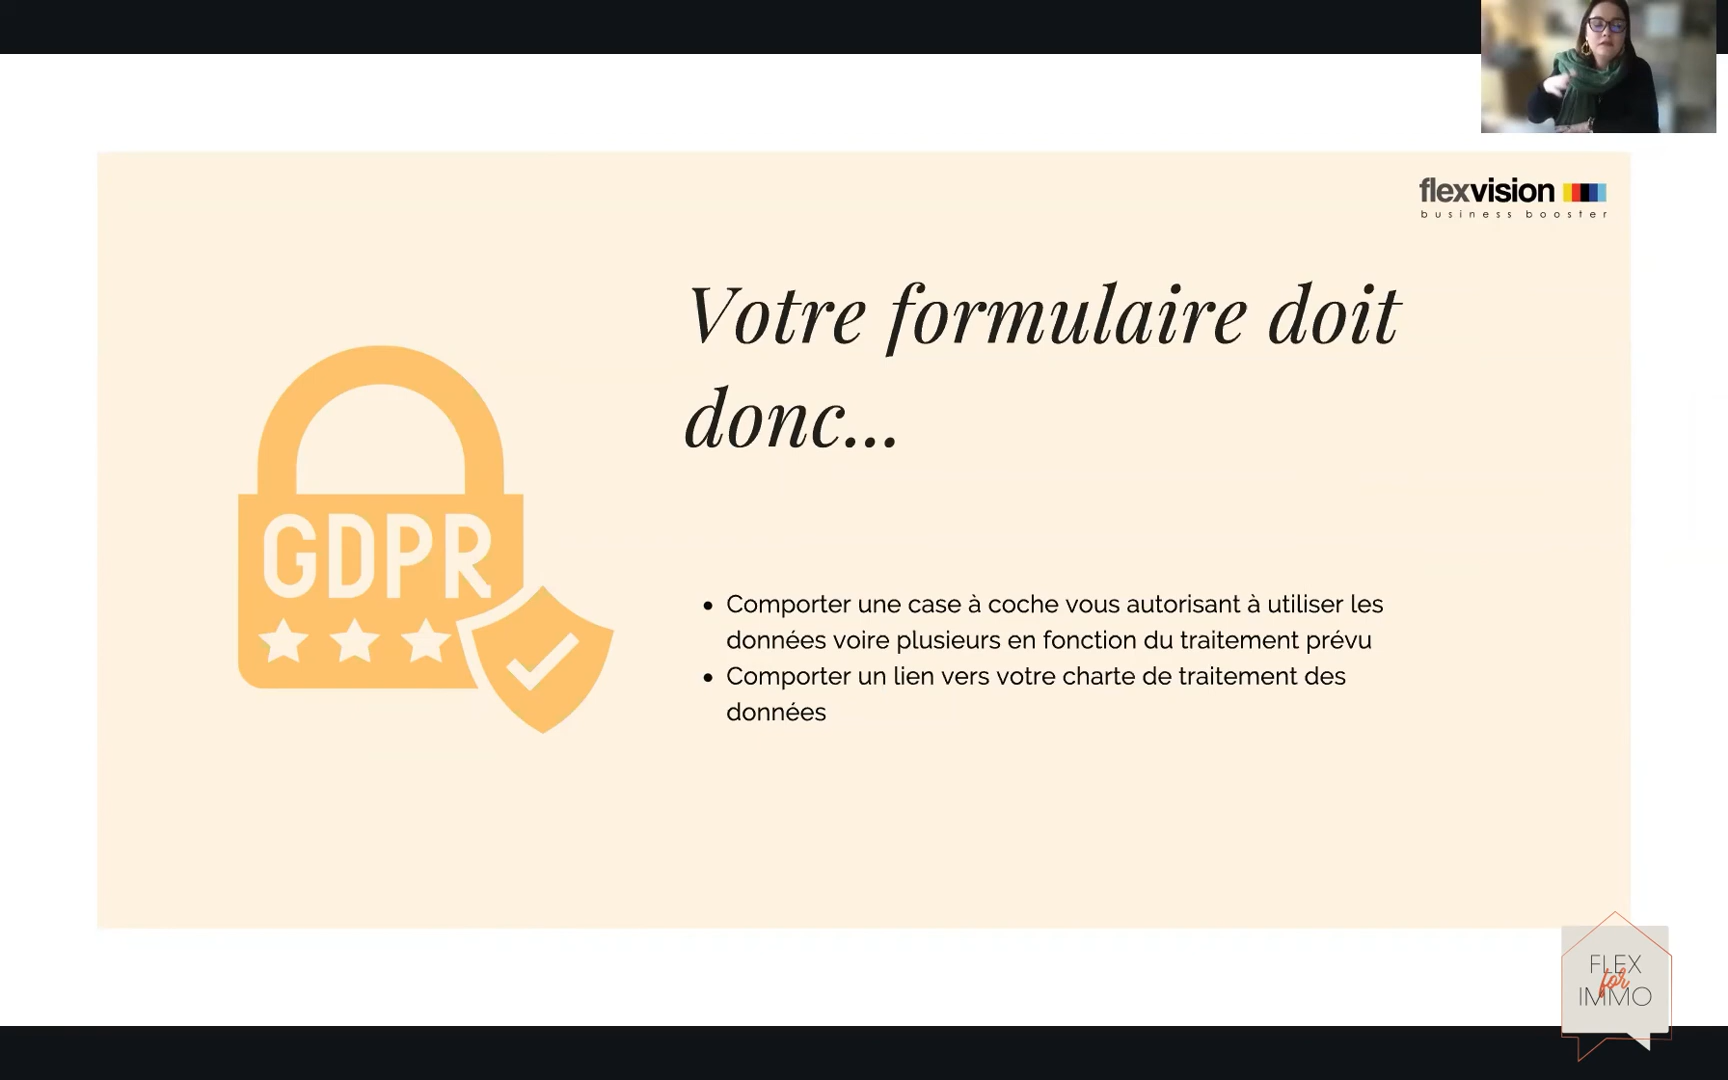 flexvision
business booster
Votre formulaire doit
donc...
GDPR
• Comporter une case à coche vous autorisant à utiliser les
données voire plusieurs en fonction du traitement prévu
• Comporter un lien vers votre charte de traitement des
données
FLEX
for
IMMO